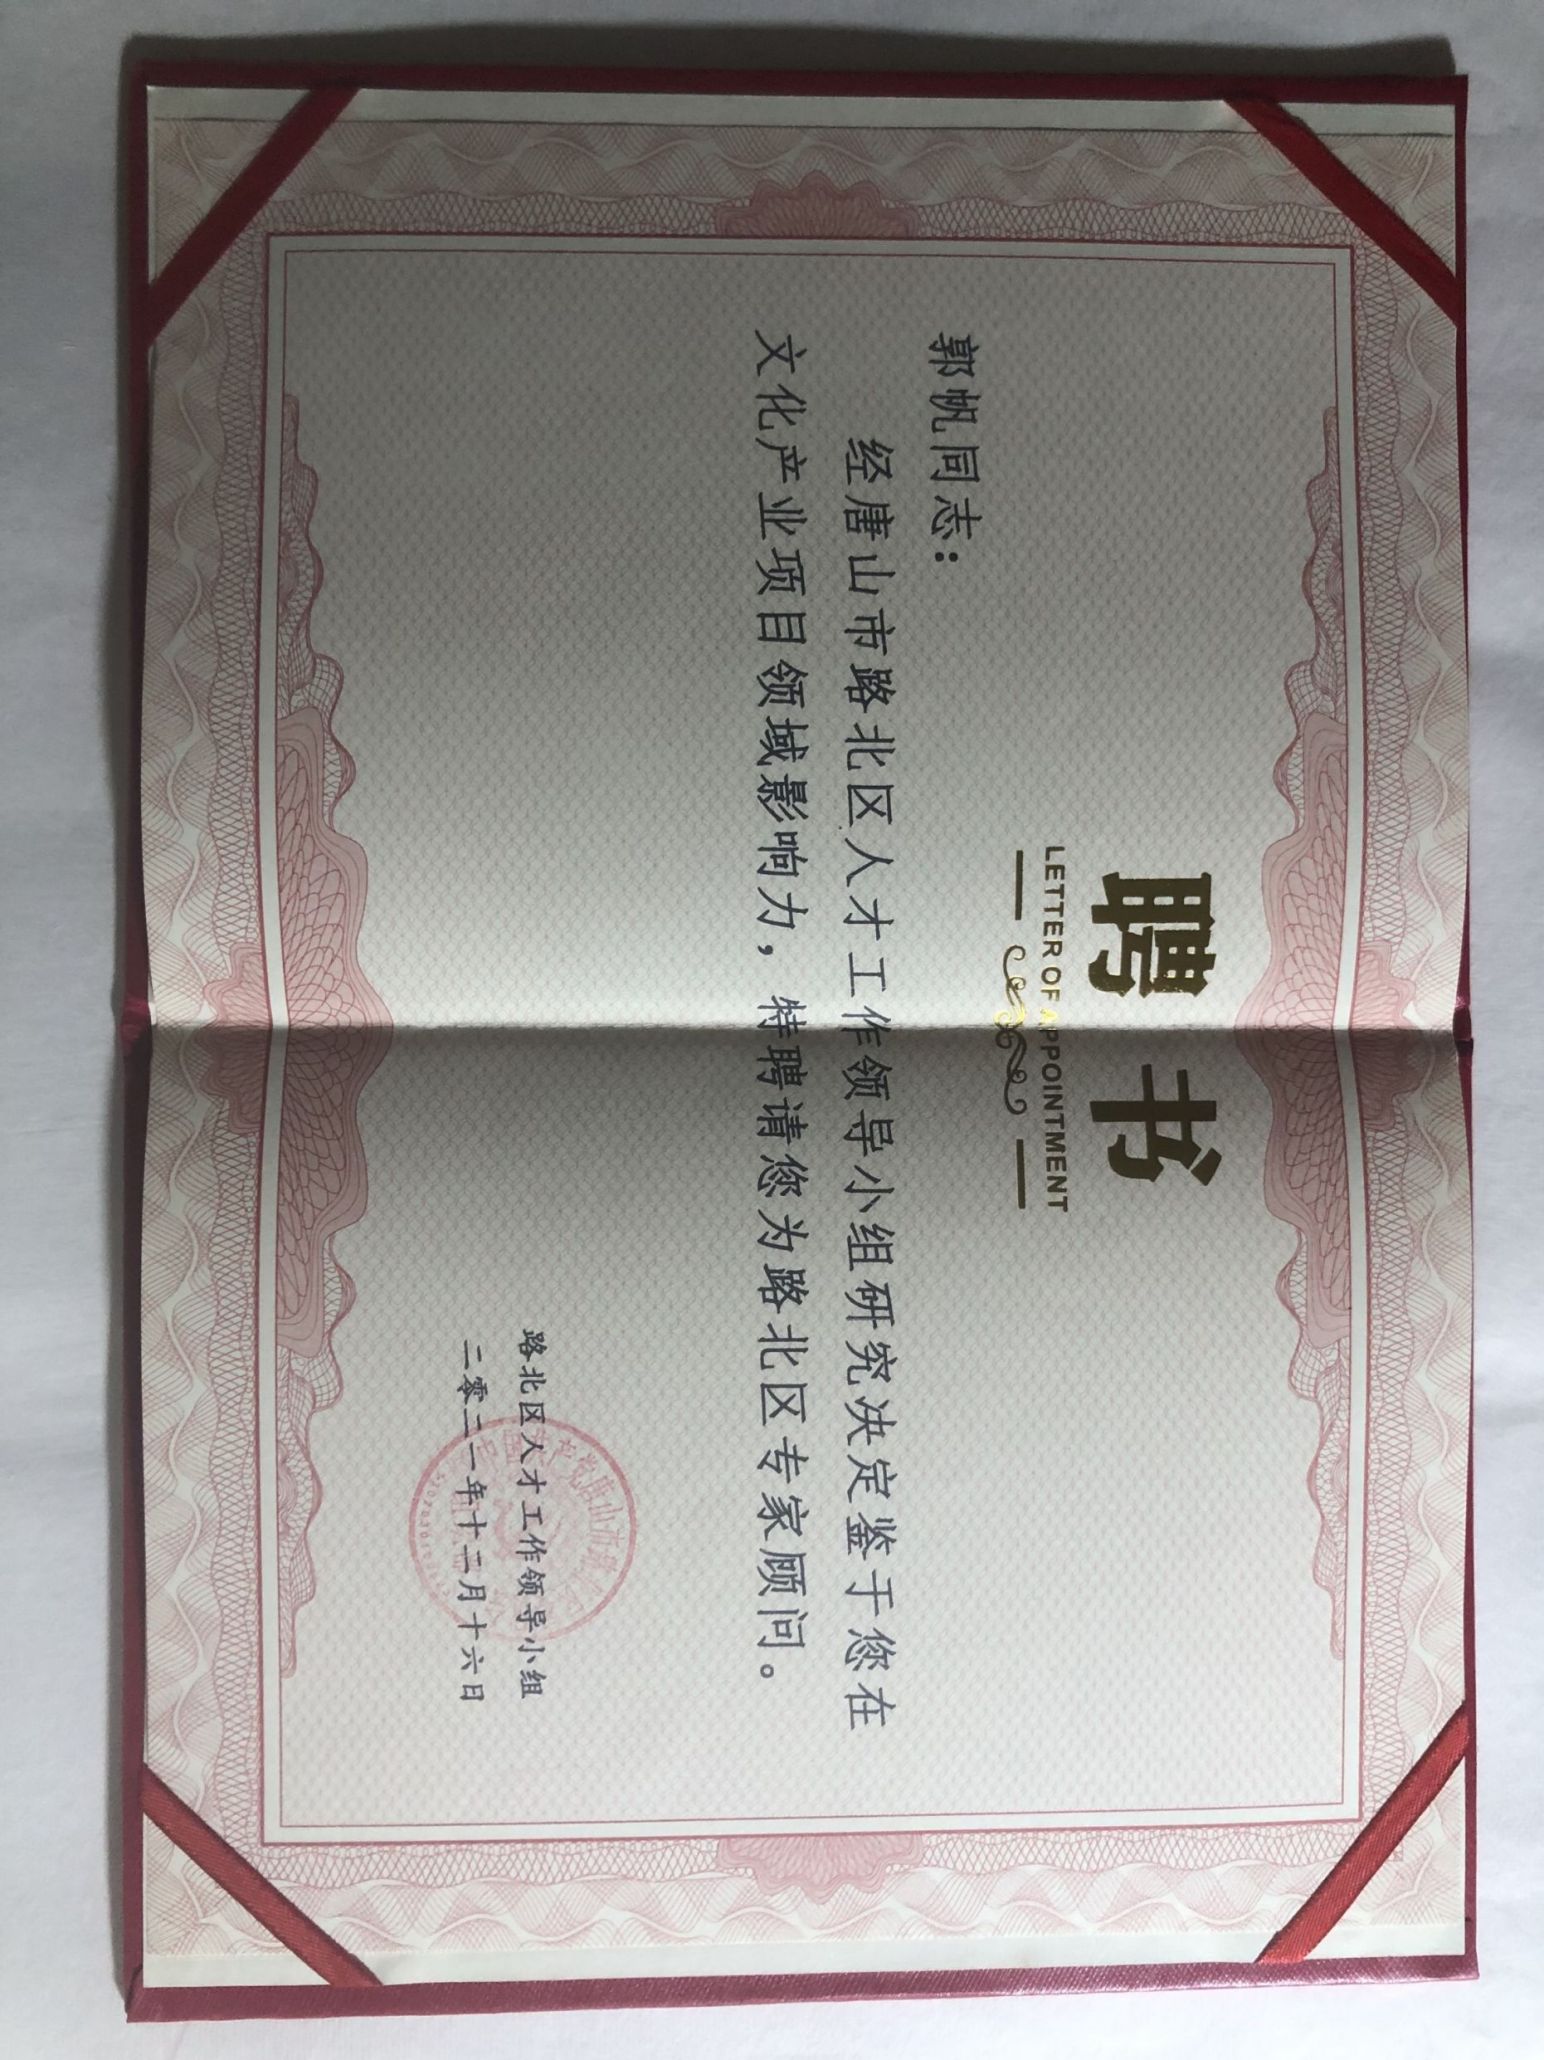 聘书
LETTER OF APPOINTMENT
郭帆同志：
经唐山市路北区人才工作领导小组研究决定鉴于您在
文化产业项目领域影响力，特聘请您为路北区专家顾问。
路北区人才工作领导小组
二零二一年十二月十六日